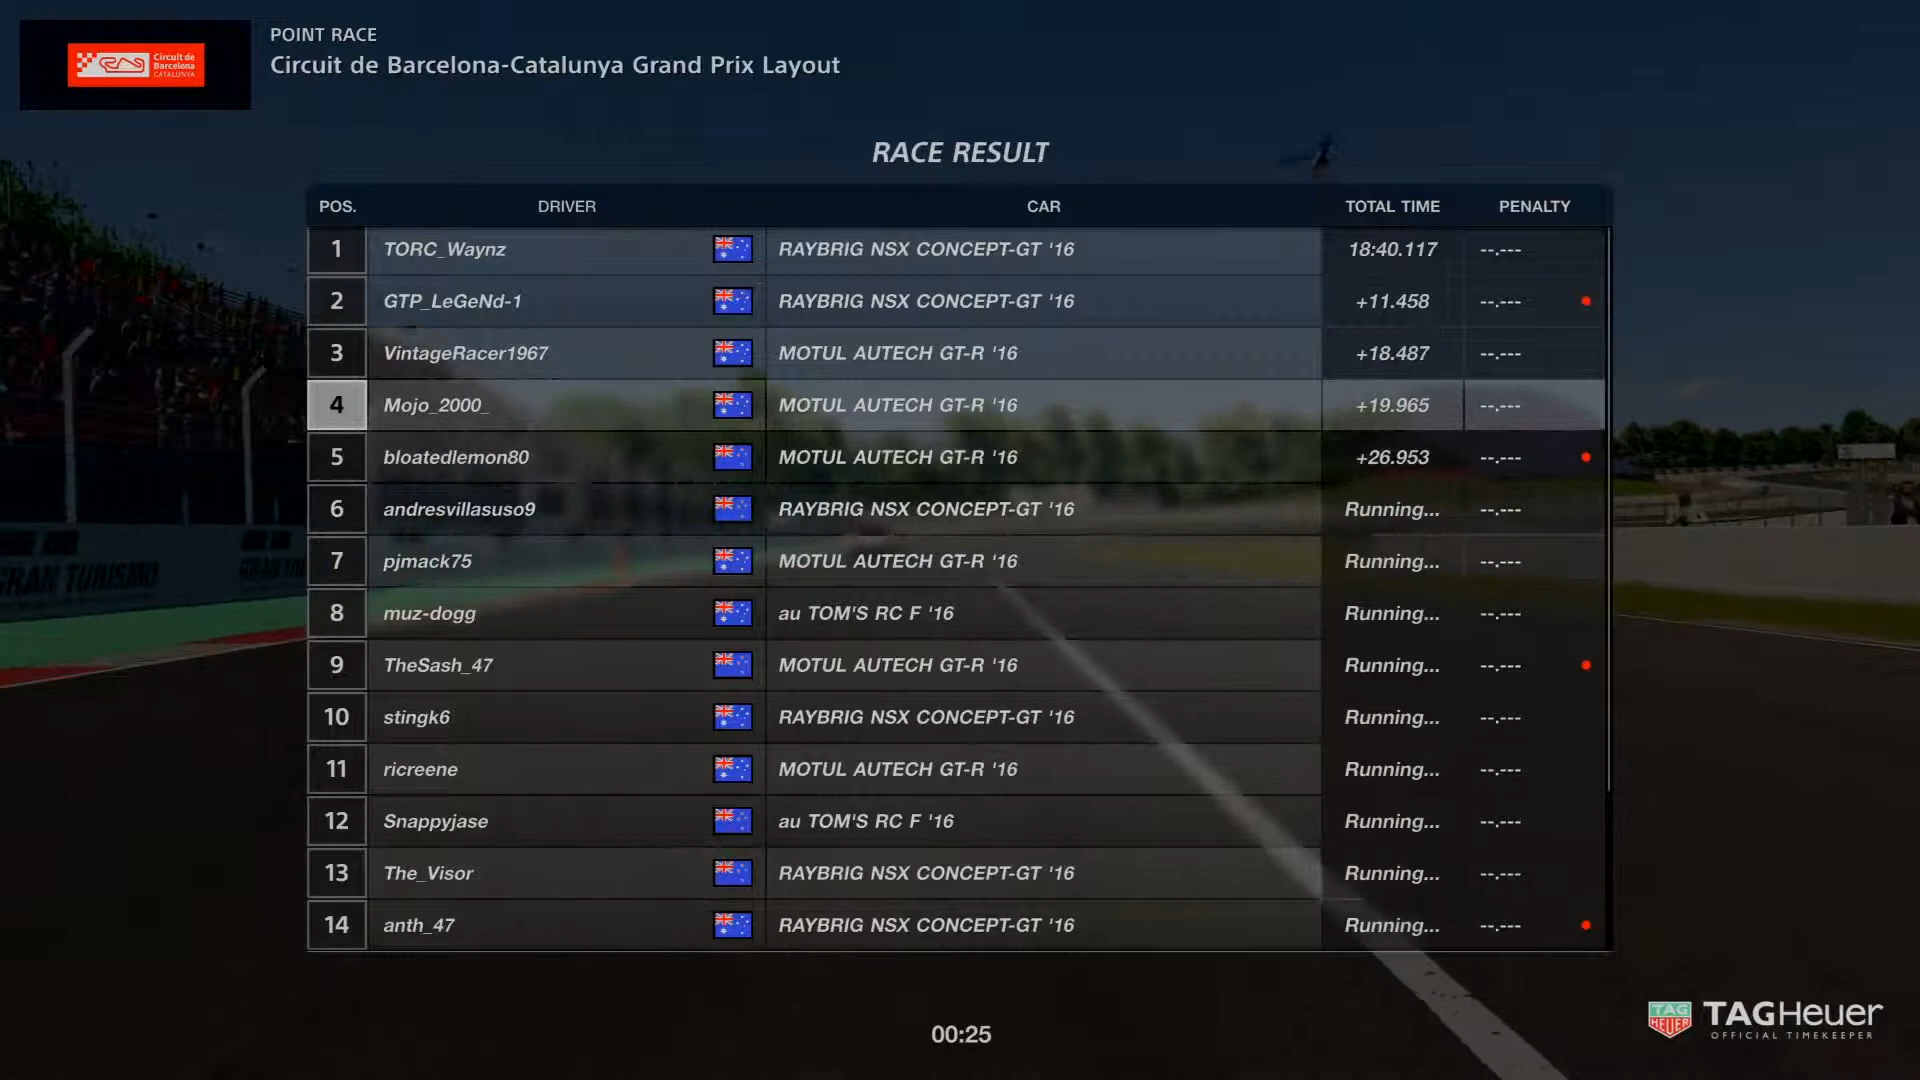 Circuit de
Barcelona
CATALUNYA
POINT RACE
Circuit de Barcelona-Catalunya Grand Prix Layout
RACE RESULT
POS. DRIVER CAR TOTAL TIME PENALTY
1 TORC_Waynz RAYBRIG NSX CONCEPT-GT '16 18:40.117 --.---
2 GTP_LeGeNd-1 RAYBRIG NSX CONCEPT-GT '16 +11.458 --.---
3 VintageRacer1967 MOTUL AUTECH GT-R '16 +18.487 --.---
4 Mojo_2000_ MOTUL AUTECH GT-R '16 +19.965 --.---
5 bloatedlemon80 MOTUL AUTECH GT-R '16 +26.953 --.---
6 andresvillasuso9 RAYBRIG NSX CONCEPT-GT '16 Running... --.---
7 pjmack75 MOTUL AUTECH GT-R '16 Running... --.---
8 muz-dogg au TOM'S RC F '16 Running... --.---
9 TheSash_47 MOTUL AUTECH GT-R '16 Running... --.---
10 stingk6 RAYBRIG NSX CONCEPT-GT '16 Running... --.---
11 ricreene MOTUL AUTECH GT-R '16 Running... --.---
12 Snappyjase au TOM'S RC F '16 Running... --.---
13 The_Visor RAYBRIG NSX CONCEPT-GT '16 Running... --.---
14 anth_47 RAYBRIG NSX CONCEPT-GT '16 Running... --.---
GRAN TURISMO
00:25
TAG
HEUER
TAGHeuer
OFFICIAL TIMEKEEPER